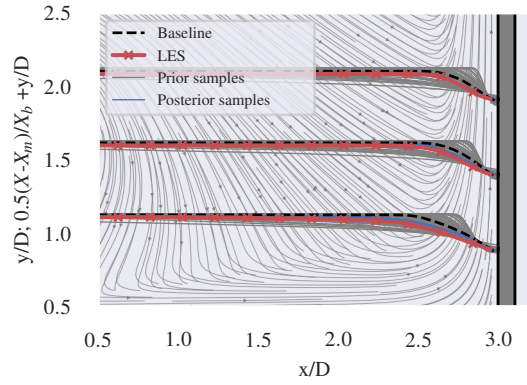 2.5
2.0
1.5
1.0
0.5
y/D; 0.5(X-X_m)/X_b +y/D
Baseline
LES
Prior samples
Posterior samples
0.5 1.0 1.5 2.0 2.5 3.0
x/D